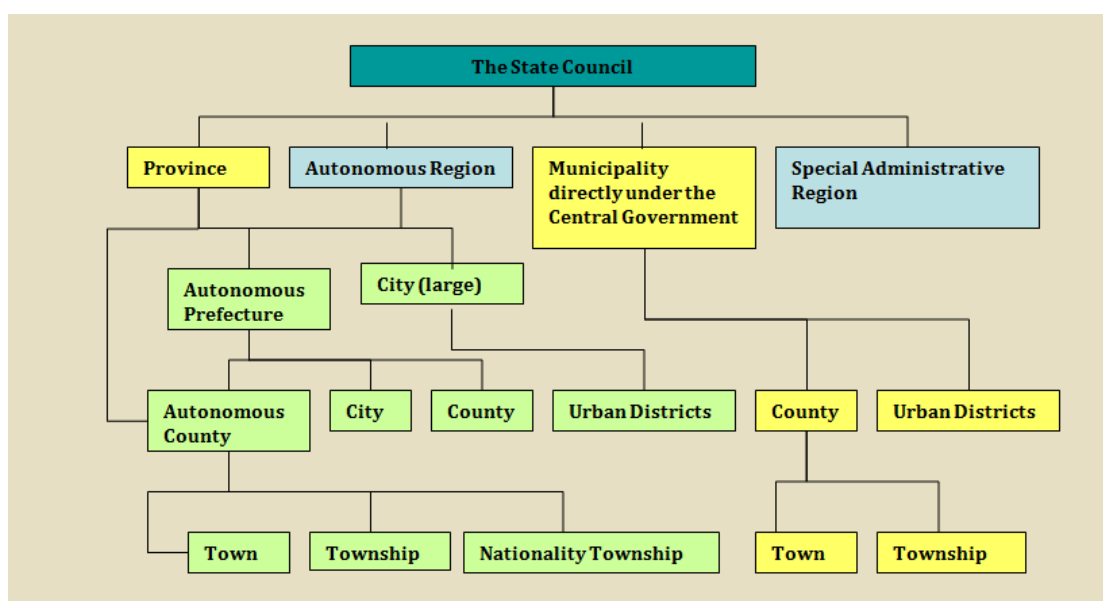 The State Council
Province
Autonomous Region
Municipality
directly under the
Central Government
Special Administrative
Region
Autonomous
Prefecture
City (large)
Autonomous
County
City
County
Urban Districts
County
Urban Districts
Town
Township
Nationality Township
Town
Township